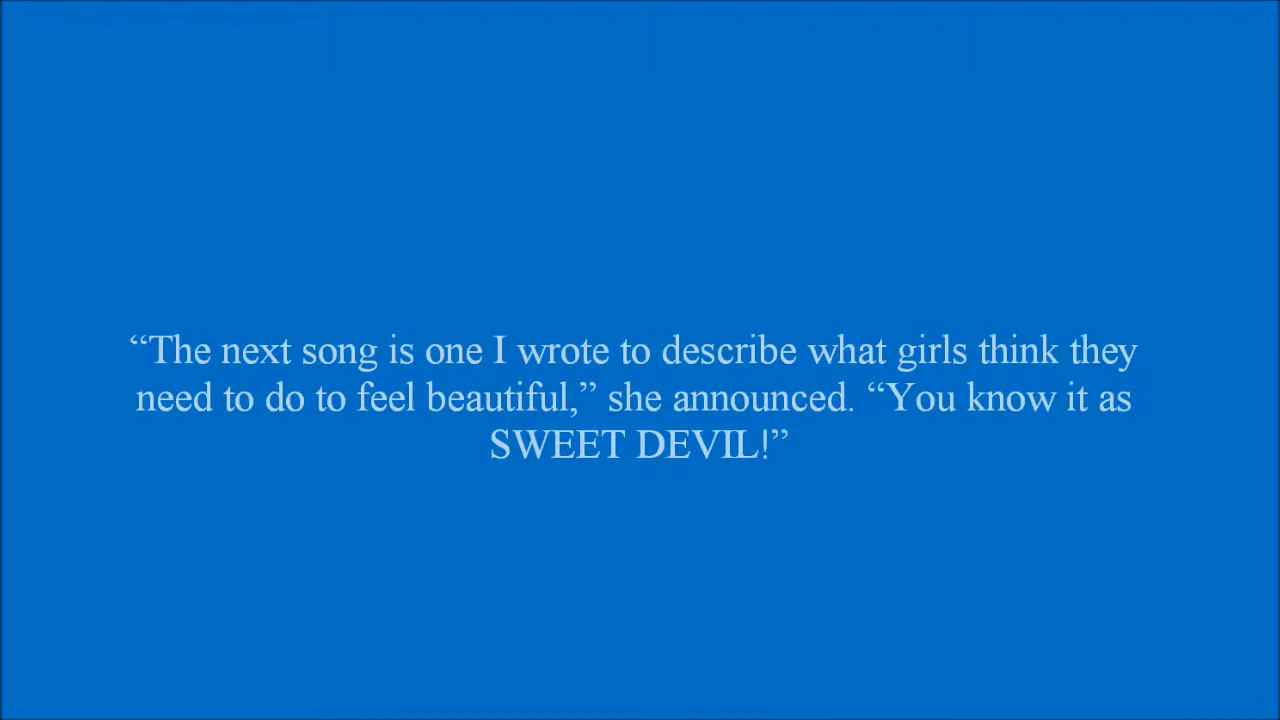 “The next song is one I wrote to describe what girls think they
need to do to feel beautiful,” she announced. “You know it as
SWEET DEVIL!”